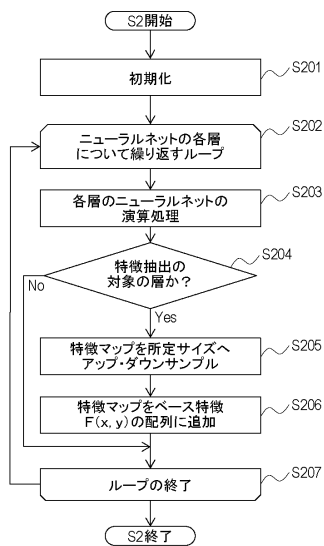 S2開始
初期化
S201
ニューラルネットの各層
について繰り返すループ
S202
各層のニューラルネットの
演算処理
S203
特徴抽出の
対象の層か?
S204
No
Yes
特徴マップを所定サイズへ
アップ・ダウンサンプル
S205
特徴マップをベース特徴
F(x, y)の配列に追加
S206
ループの終了
S207
S2終了